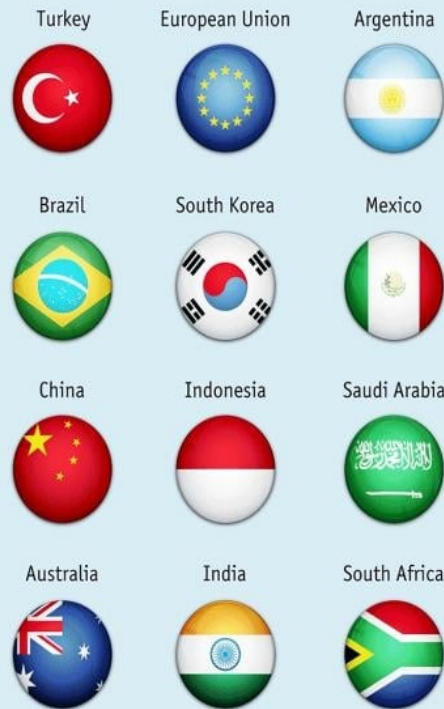 Turkey European Union Argentina
Brazil South Korea Mexico
China Indonesia Saudi Arabia
Australia India South Africa